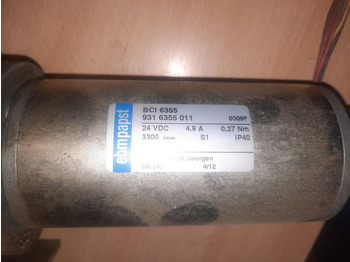 ebmpapst
BCI 6355
931 6355 011 0309P
24 VDC 4,9 A 0,27 Nm
3300 S1 IP40
St.Georgen
4/12